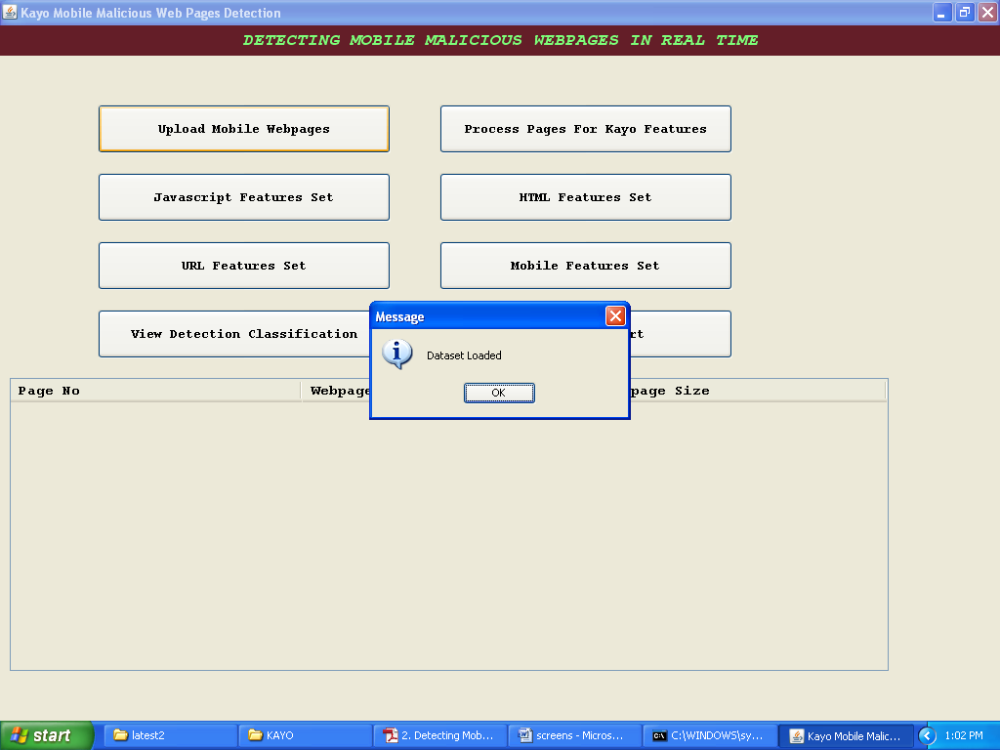 Kayo Mobile Malicious Web Pages Detection
DETECTING MOBILE MALICIOUS WEBPAGES IN REAL TIME
Upload Mobile Webpages
Process Pages For Kayo Features
Javascript Features Set
HTML Features Set
URL Features Set
Mobile Features Set
View Detection Classification
Message
Dataset Loaded
OK
Page No
Webpage
page Size
start
latest2
KAYO
2. Detecting Mob...
screens - Micros...
C:\WINDOWS\sy...
Kayo Mobile Malic...
1:02 PM